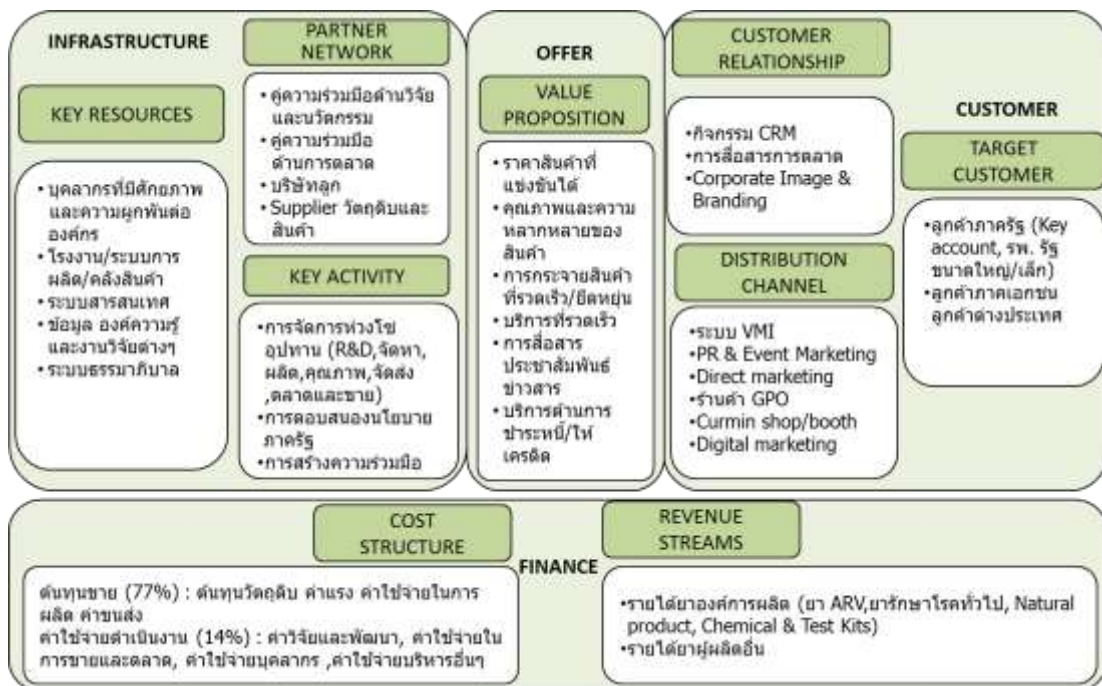 INFRASTRUCTURE
KEY RESOURCES
• บุคลากรที่มีศักยภาพ
และความผูกพันต่อ
องค์กร
• โรงงาน/ระบบการ
ผลิต/คลังสินค้า
• ระบบสารสนเทศ
• ข้อมูล องค์ความรู้
และงานวิจัยต่างๆ
• ระบบธรรมาภิบาล
PARTNER
NETWORK
• คู่ความร่วมมือด้านวิจัย
และนวัตกรรม
• คู่ความร่วมมือ
ด้านการตลาด
• บริษัทลูก
• Supplier วัตถุดิบและ
สินค้า
KEY ACTIVITY
• การจัดการห่วงโซ่
อุปทาน (R&D,จัดหา,
ผลิต,คุณภาพ,จัดส่ง
,ตลาดและขาย)
• การตอบสนองนโยบาย
ภาครัฐ
• การสร้างความร่วมมือ
OFFER
VALUE
PROPOSITION
• ราคาสินค้าที่
แข่งขันได้
• คุณภาพและความ
หลากหลายของ
สินค้า
• การกระจายสินค้า
ที่รวดเร็ว/ยืดหยุ่น
• บริการที่รวดเร็ว
• การสื่อสาร
ประชาสัมพันธ์
ข่าวสาร
• บริการด้านการ
ชำระหนี้/ให้
เครดิต
CUSTOMER
RELATIONSHIP
•กิจกรรม CRM
•การสื่อสารการตลาด
•Corporate Image &
Branding
DISTRIBUTION
CHANNEL
•ระบบ VMI
•PR & Event Marketing
•Direct marketing
•ร้านค้า GPO
•Curmin shop/booth
•Digital marketing
CUSTOMER
TARGET
CUSTOMER
•ลูกค้าภาครัฐ (Key
account, รพ. รัฐ
ขนาดใหญ่/เล็ก)
•ลูกค้าภาคเอกชน
ลูกค้าต่างประเทศ
COST
STRUCTURE
ต้นทุนขาย (77%) : ต้นทุนวัตถุดิบ ค่าแรง ค่าใช้จ่ายในการ
ผลิต ค่าขนส่ง
ค่าใช้จ่ายดำเนินงาน (14%) : ค่าวิจัยและพัฒนา, ค่าใช้จ่ายใน
การขายและตลาด, ค่าใช้จ่ายบุคลากร ,ค่าใช้จ่ายบริหารอื่นๆ
FINANCE
REVENUE
STREAMS
•รายได้ยาองค์การผลิต (ยา ARV,ยารักษาโรคทั่วไป, Natural
product, Chemical & Test Kits)
•รายได้ยาผู้ผลิตอื่น